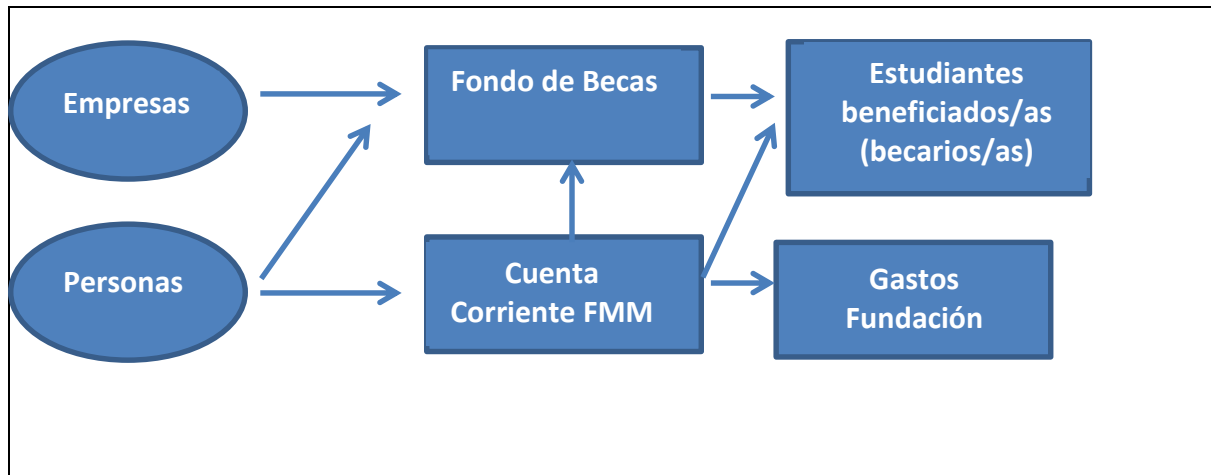 Empresas
Fondo de Becas
Estudiantes
beneficiados/as
(becarios/as)
Personas
Cuenta
Corriente FMM
Gastos
Fundación